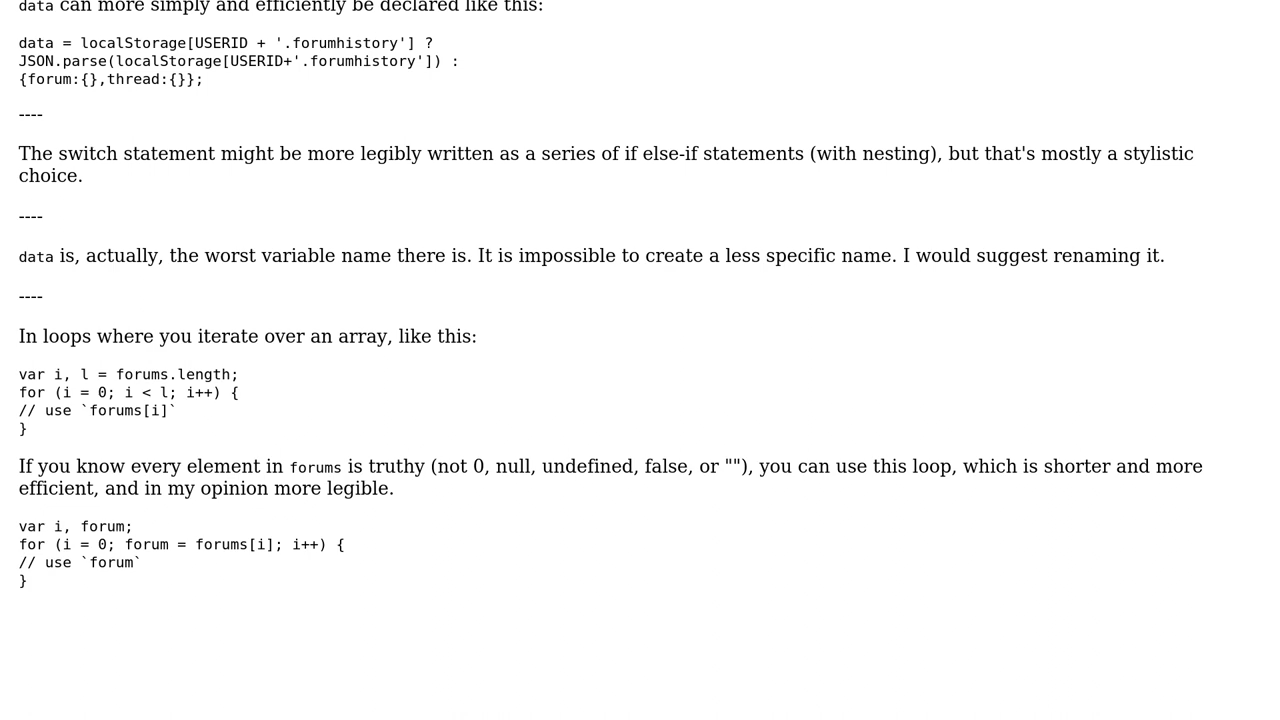 data can more simply and efficiently be declared like this:
data = localStorage[USERID + '.forumhistory'] ?
JSON.parse(localStorage[USERID+'.forumhistory']) :
{forum:{},thread:{}};
----
The switch statement might be more legibly written as a series of if else-if statements (with nesting), but that's mostly a stylistic
choice.
----
data is, actually, the worst variable name there is. It is impossible to create a less specific name. I would suggest renaming it.
----
In loops where you iterate over an array, like this:
var i, l = forums.length;
for (i = 0; i < l; i++) {
// use `forums[i]`
}
If you know every element in forums is truthy (not 0, null, undefined, false, or ""), you can use this loop, which is shorter and more
efficient, and in my opinion more legible.
var i, forum;
for (i = 0; forum = forums[i]; i++) {
// use `forum`
}